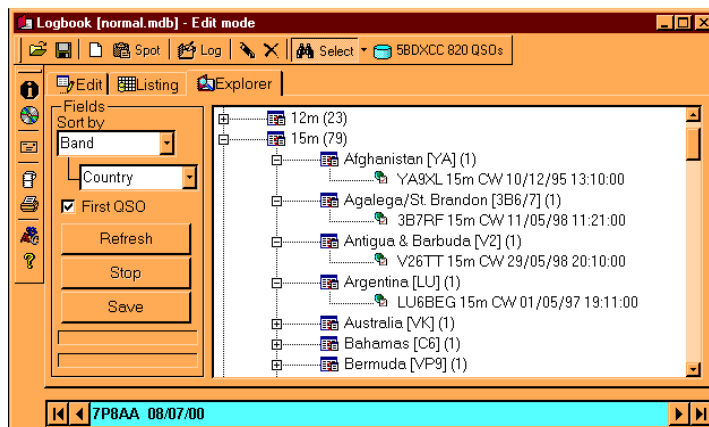 Logbook [normal.mdb] - Edit mode
Spot Log Select 5BDXCC 820 QSOs
Edit Listing Explorer
Fields
Sort by
Band
Country
First QSO
Refresh
Stop
Save
12m (23)
15m (79)
Afghanistan [YA] (1)
YA9XL 15m CW 10/12/95 13:10:00
Agalega/St. Brandon [3B6/7] (1)
3B7RF 15m CW 11/05/98 11:21:00
Antigua & Barbuda [V2] (1)
V26TT 15m CW 29/05/98 20:10:00
Argentina [LU] (1)
LU6BEG 15m CW 01/05/97 19:11:00
Australia [VK] (1)
Bahamas [C6] (1)
Bermuda [VP9] (1)
7P8AA 08/07/00